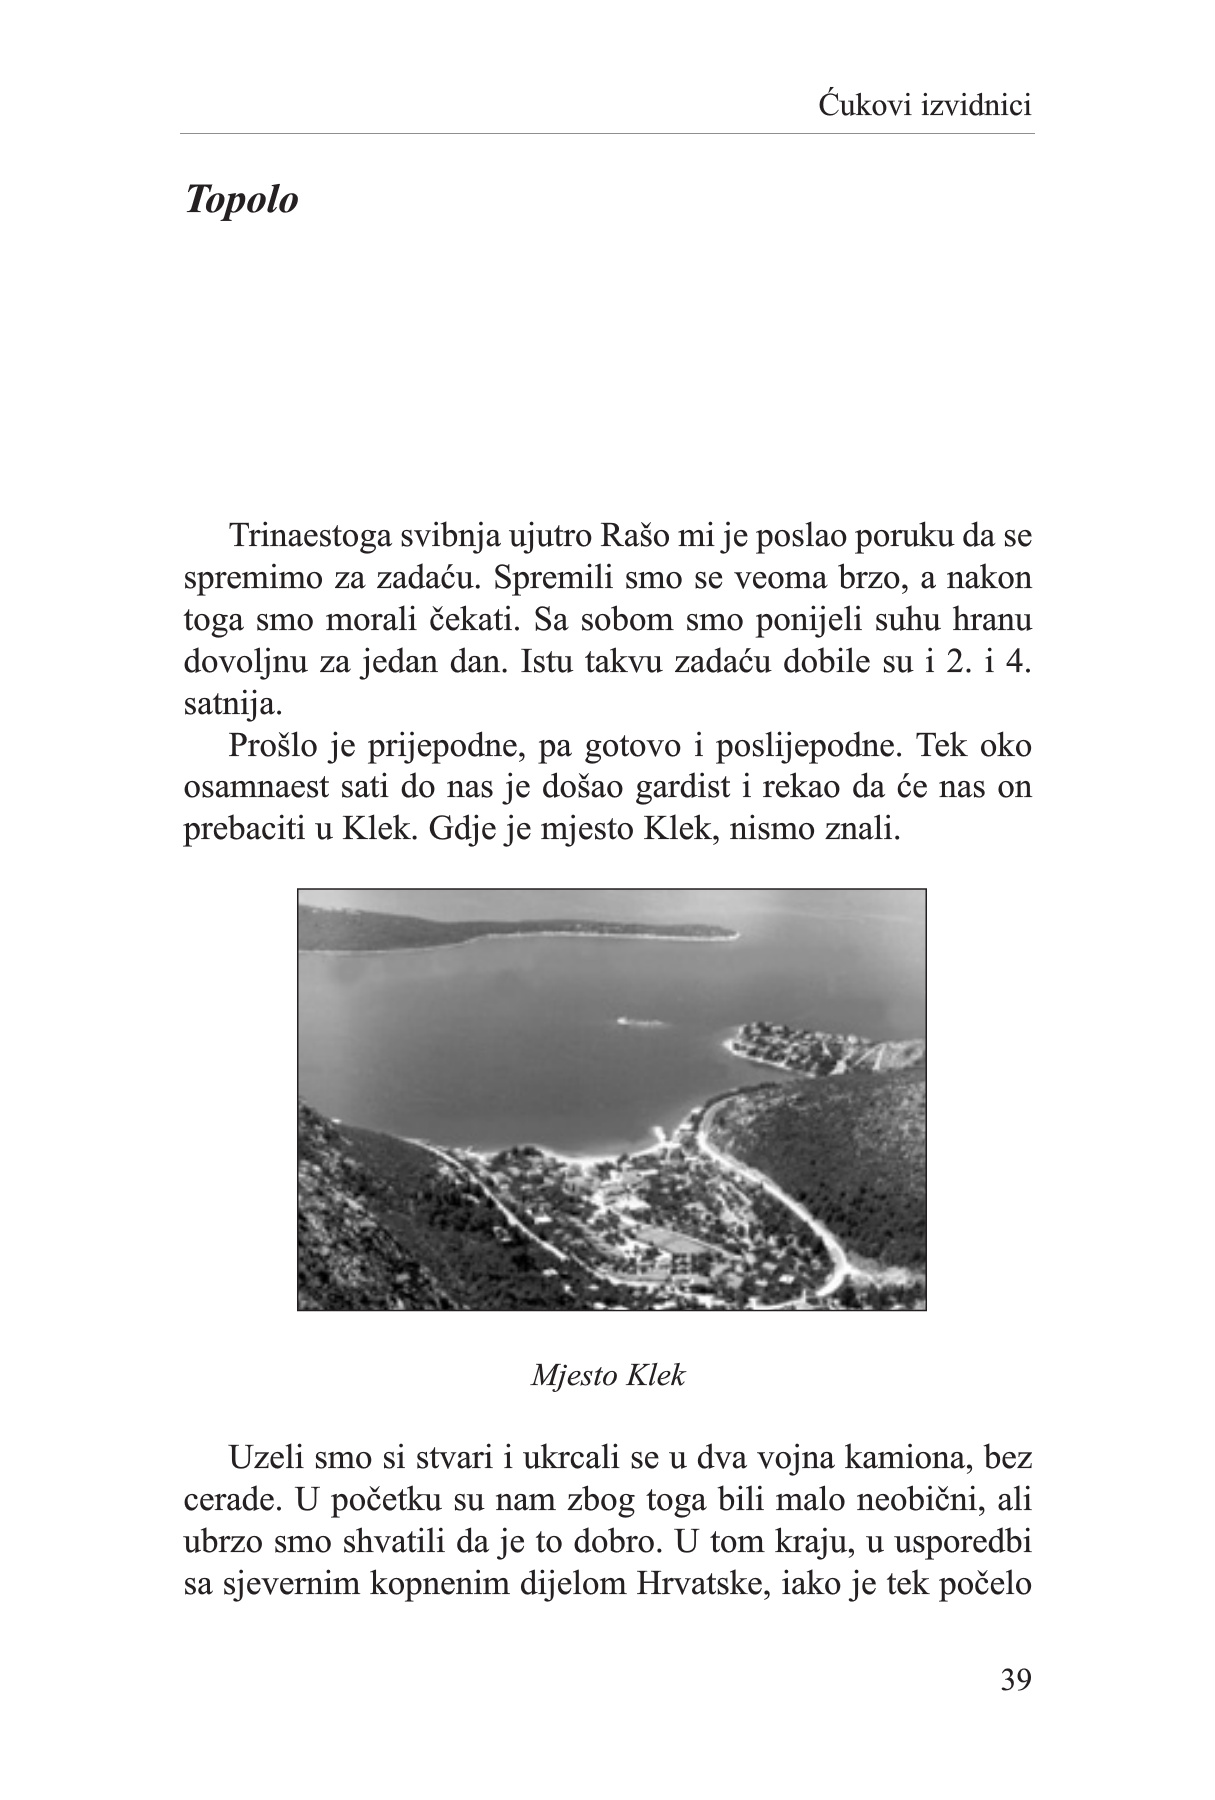 Ćukovi izvidnici
Topolo
Trinaestoga svibnja ujutro Rašo mi je poslao poruku da se
spremimo za zadaću. Spremili smo se veoma brzo, a nakon
toga smo morali čekati. Sa sobom smo ponijeli suhu hranu
dovoljnu za jedan dan. Istu takvu zadaću dobile su i 2. i 4.
satnija.
Prošlo je prijepodne, pa gotovo i poslijepodne. Tek oko
osamnaest sati do nas je došao gardist i rekao da će nas on
prebaciti u Klek. Gdje je mjesto Klek, nismo znali.
Mjesto Klek
Uzeli smo si stvari i ukrcali se u dva vojna kamiona, bez
cerade. U početku su nam zbog toga bili malo neobični, ali
ubrzo smo shvatili da je to dobro. U tom kraju, u usporedbi
sa sjevernim kopnenim dijelom Hrvatske, iako je tek počelo
39